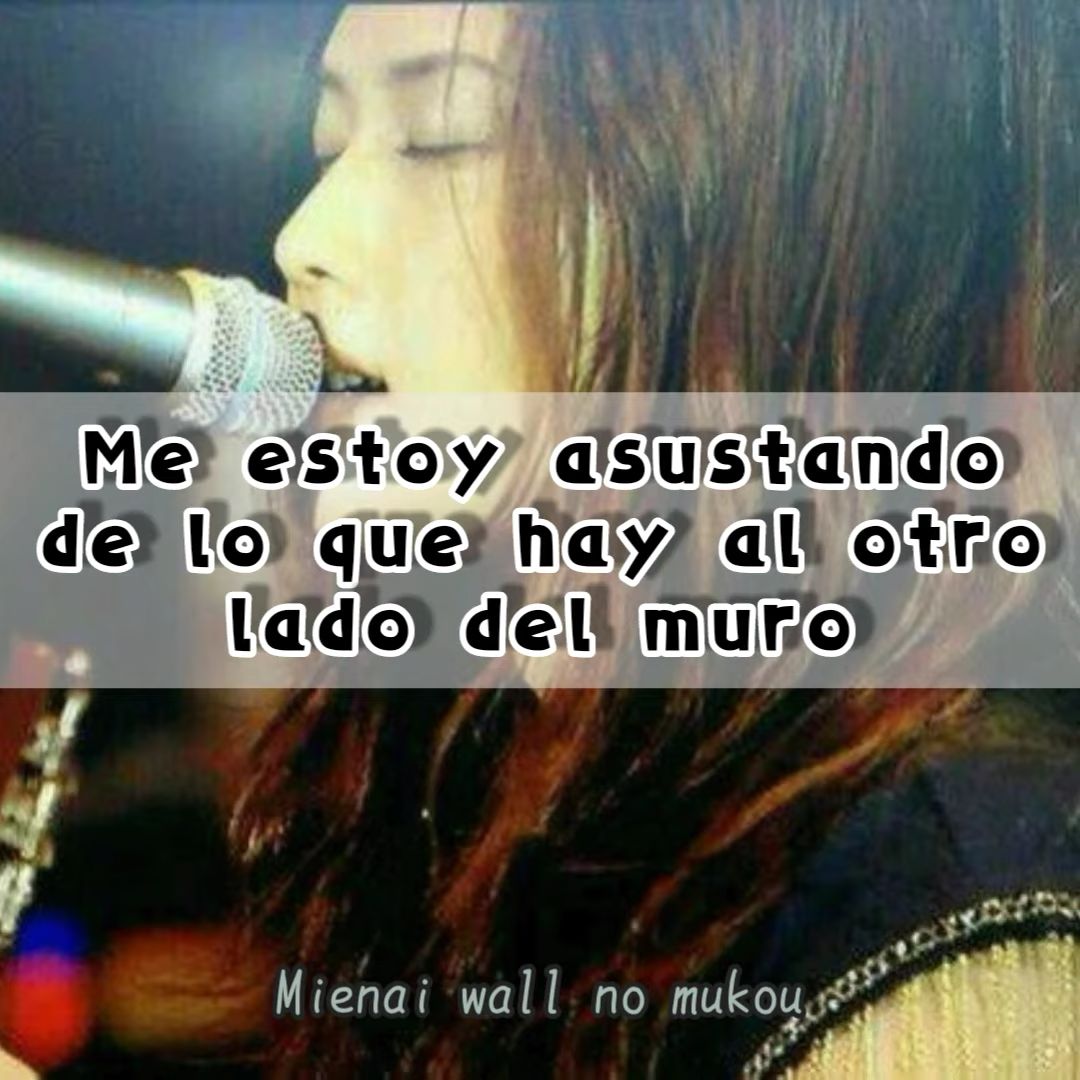 Me estoy asustando
de lo que hay al otro
lado del muro
Mienai wall no mukou